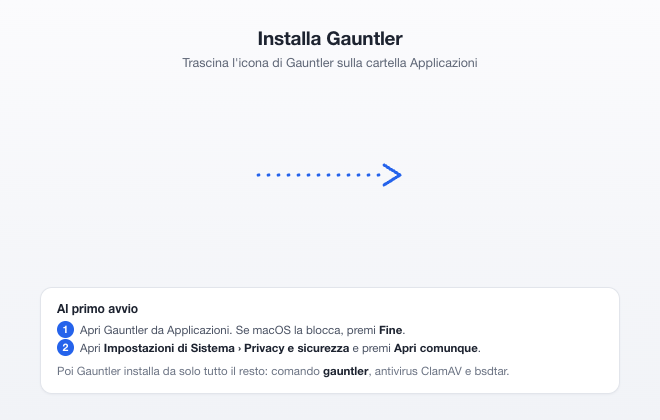 Installa Gauntler
Trascina l'icona di Gauntler sulla cartella Applicazioni
Al primo avvio
1 Apri Gauntler da Applicazioni. Se macOS la blocca, premi Fine.
2 Apri Impostazioni di Sistema › Privacy e sicurezza e premi Apri comunque.
Poi Gauntler installa da solo tutto il resto: comando gauntler, antivirus ClamAV e bsdtar.